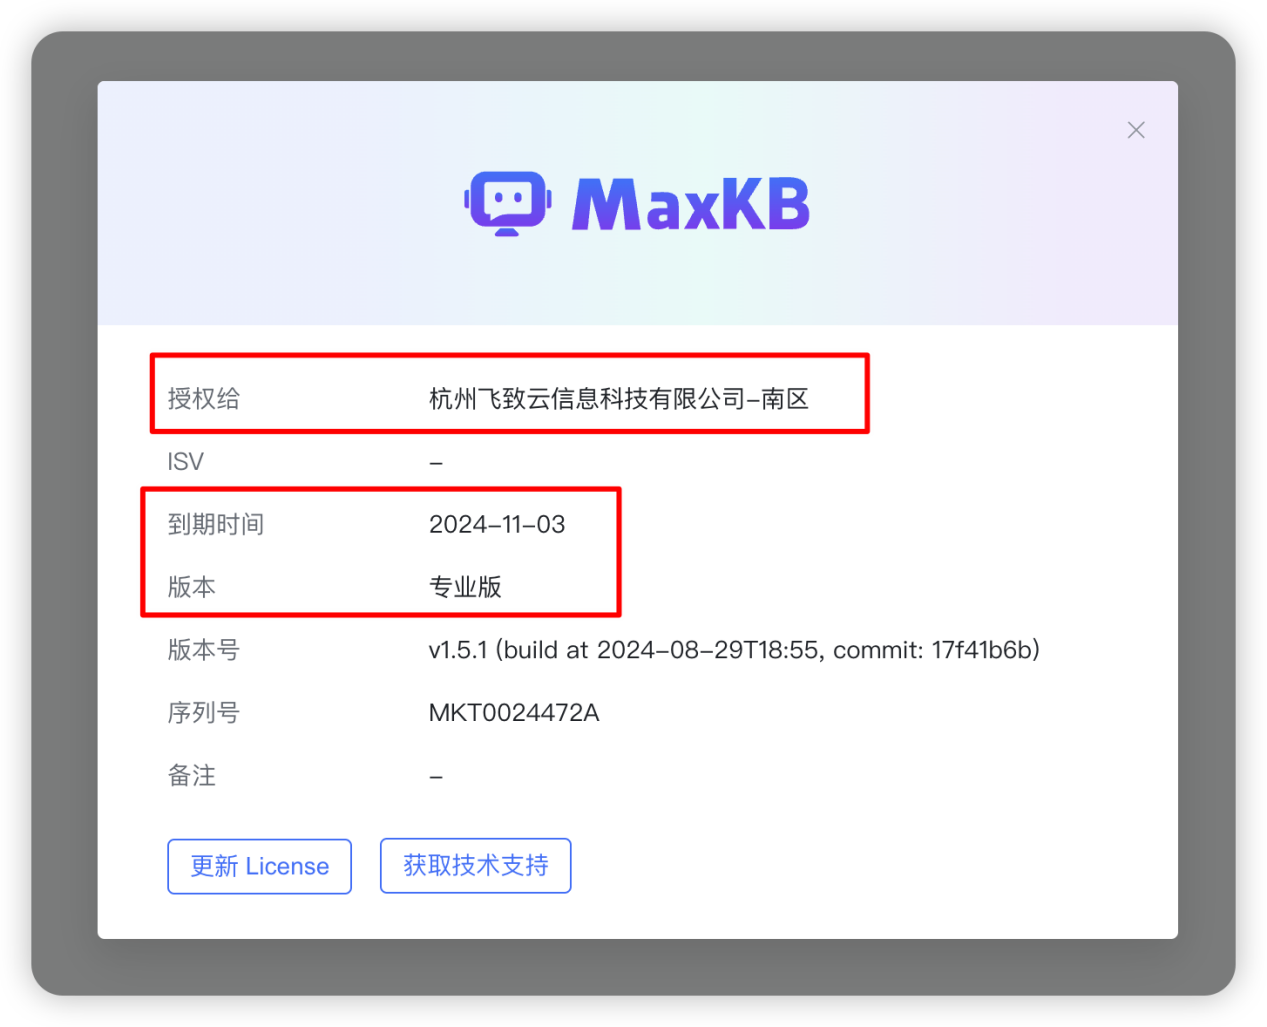 MaxKB
授权给 杭州飞致云信息科技有限公司-南区
ISV -
到期时间 2024-11-03
版本 专业版
版本号 v1.5.1 (build at 2024-08-29T18:55, commit: 17f41b6b)
序列号 MKT0024472A
备注 -
更新 License 获取技术支持